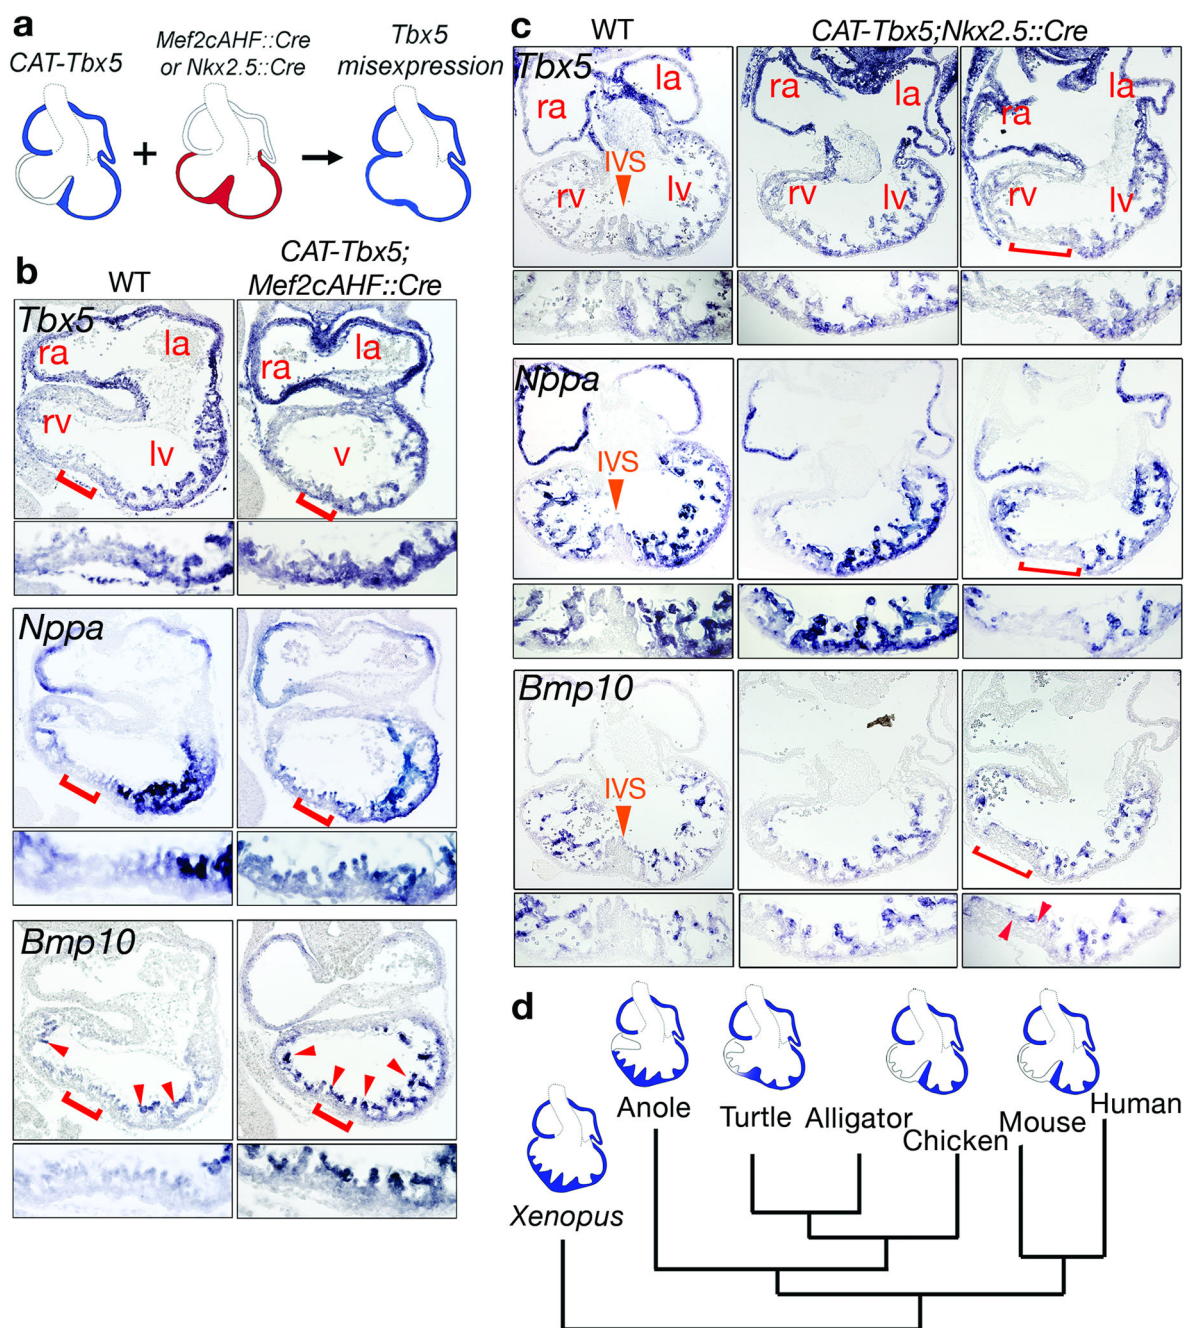 a
CAT-Tbx5
Mef2cAHF::Cre
or Nkx2.5::Cre
Tbx5
misexpression
+
b
WT
CAT-Tbx5;
Mef2cAHF::Cre
Tbx5
ra
la
rv
lv
ra
la
v
Nppa
Bmp10
c
WT
CAT-Tbx5;Nkx2.5::Cre
Tbx5
la
ra
IVS
rv
lv
ra
la
rv
lv
la
ra
rv
lv
Nppa
IVS
Bmp10
IVS
d
Xenopus
Anole
Turtle
Alligator
Chicken
Mouse
Human